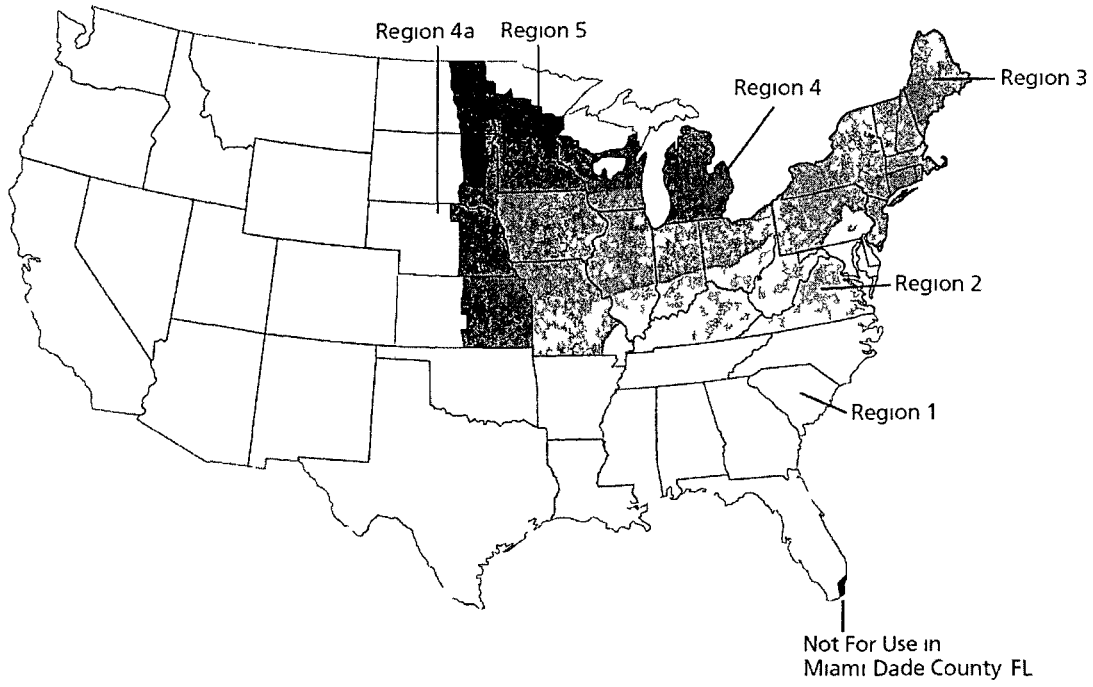 Region 4a Region 5
Region 4
Region 3
Region 2
Region 1
Not For Use in
Miami Dade County FL